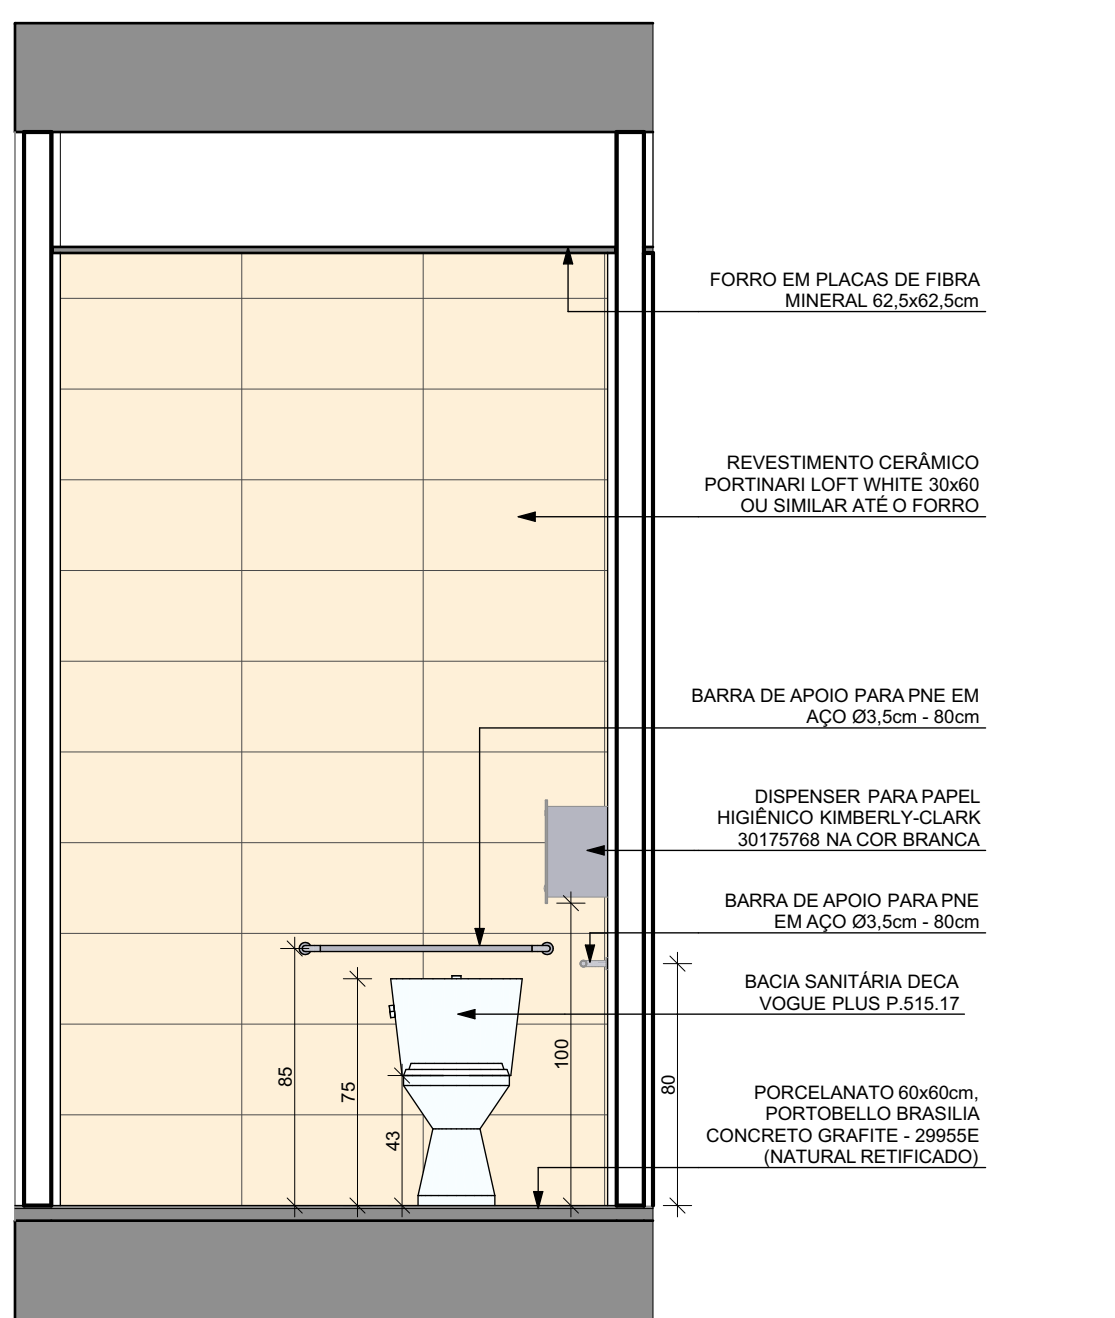 FORRO EM PLACAS DE FIBRA
MINERAL 62,5x62,5cm
REVESTIMENTO CERÂMICO
PORTINARI LOFT WHITE 30x60
OU SIMILAR ATÉ O FORRO
BARRA DE APOIO PARA PNE EM
AÇO Ø3,5cm - 80cm
DISPENSER PARA PAPEL
HIGIÊNICO KIMBERLY-CLARK
30175768 NA COR BRANCA
BARRA DE APOIO PARA PNE
EM AÇO Ø3,5cm - 80cm
BACIA SANITÁRIA DECA
VOGUE PLUS P.515.17
PORCELANATO 60x60cm,
PORTOBELLO BRASILIA
CONCRETO GRAFITE - 29955E
(NATURAL RETIFICADO)
85
75
43
100
80